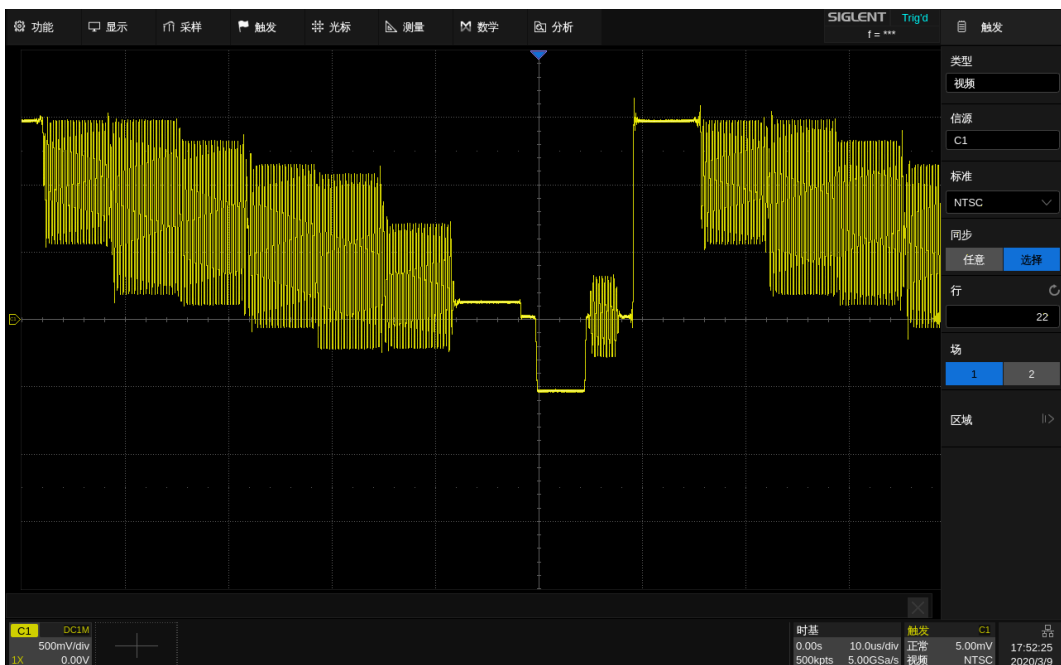 功能 显示 采样 触发 光标 测量 数学 分析
SIGLENT Trig'd
f = ***
触发
类型
视频
信源
C1
标准
NTSC
同步
任意 选择
行
22
场
1 2
区域
C1 DC1M
500mV/div
1X 0.00V
时基
0.00s 10.0us/div
500kpts 5.00GSa/s
触发 C1
正常 5.00mV
视频 NTSC
17:52:25
2020/3/9